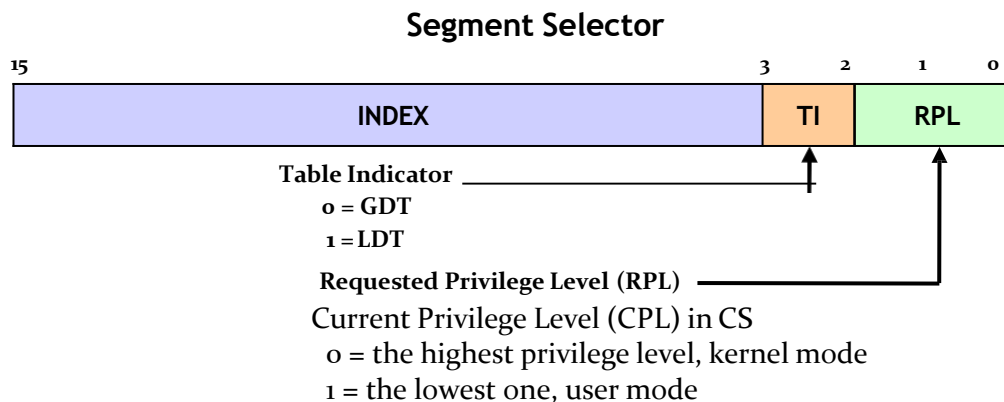 Segment Selector
15 3 2 1 0
INDEX TI RPL
Table Indicator
0 = GDT
1 = LDT
Requested Privilege Level (RPL)
Current Privilege Level (CPL) in CS
0 = the highest privilege level, kernel mode
1 = the lowest one, user mode